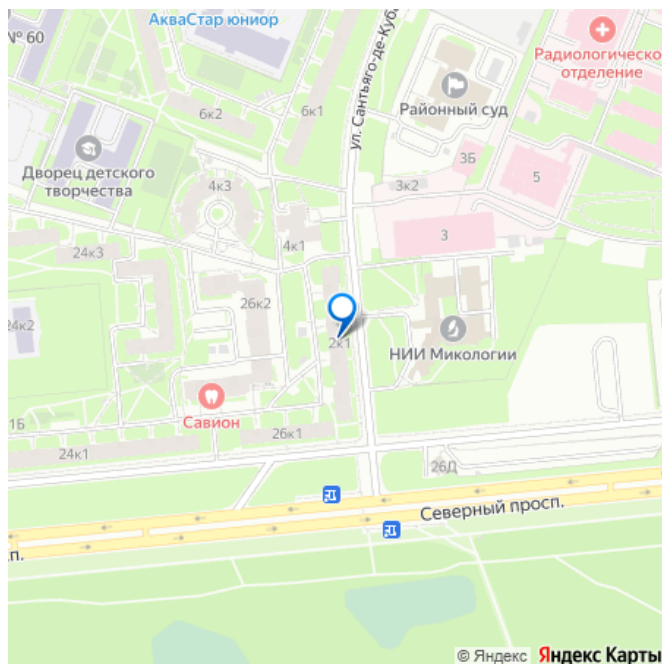 АкваСтар юниор
№ 60
Радиологическо
отделение
ул. Сантьяго-де-Куба
6к2
6к1
Районный суд
Дворец детского
творчества
3Б
4к3
3к2
5
4к1
3
24к3
26к2
24к2
2к1
НИИ Микологии
Савион
1Б
26к1
24к1
26Д
Северный просп.
сп.
© Яндекс Яндекс Карты